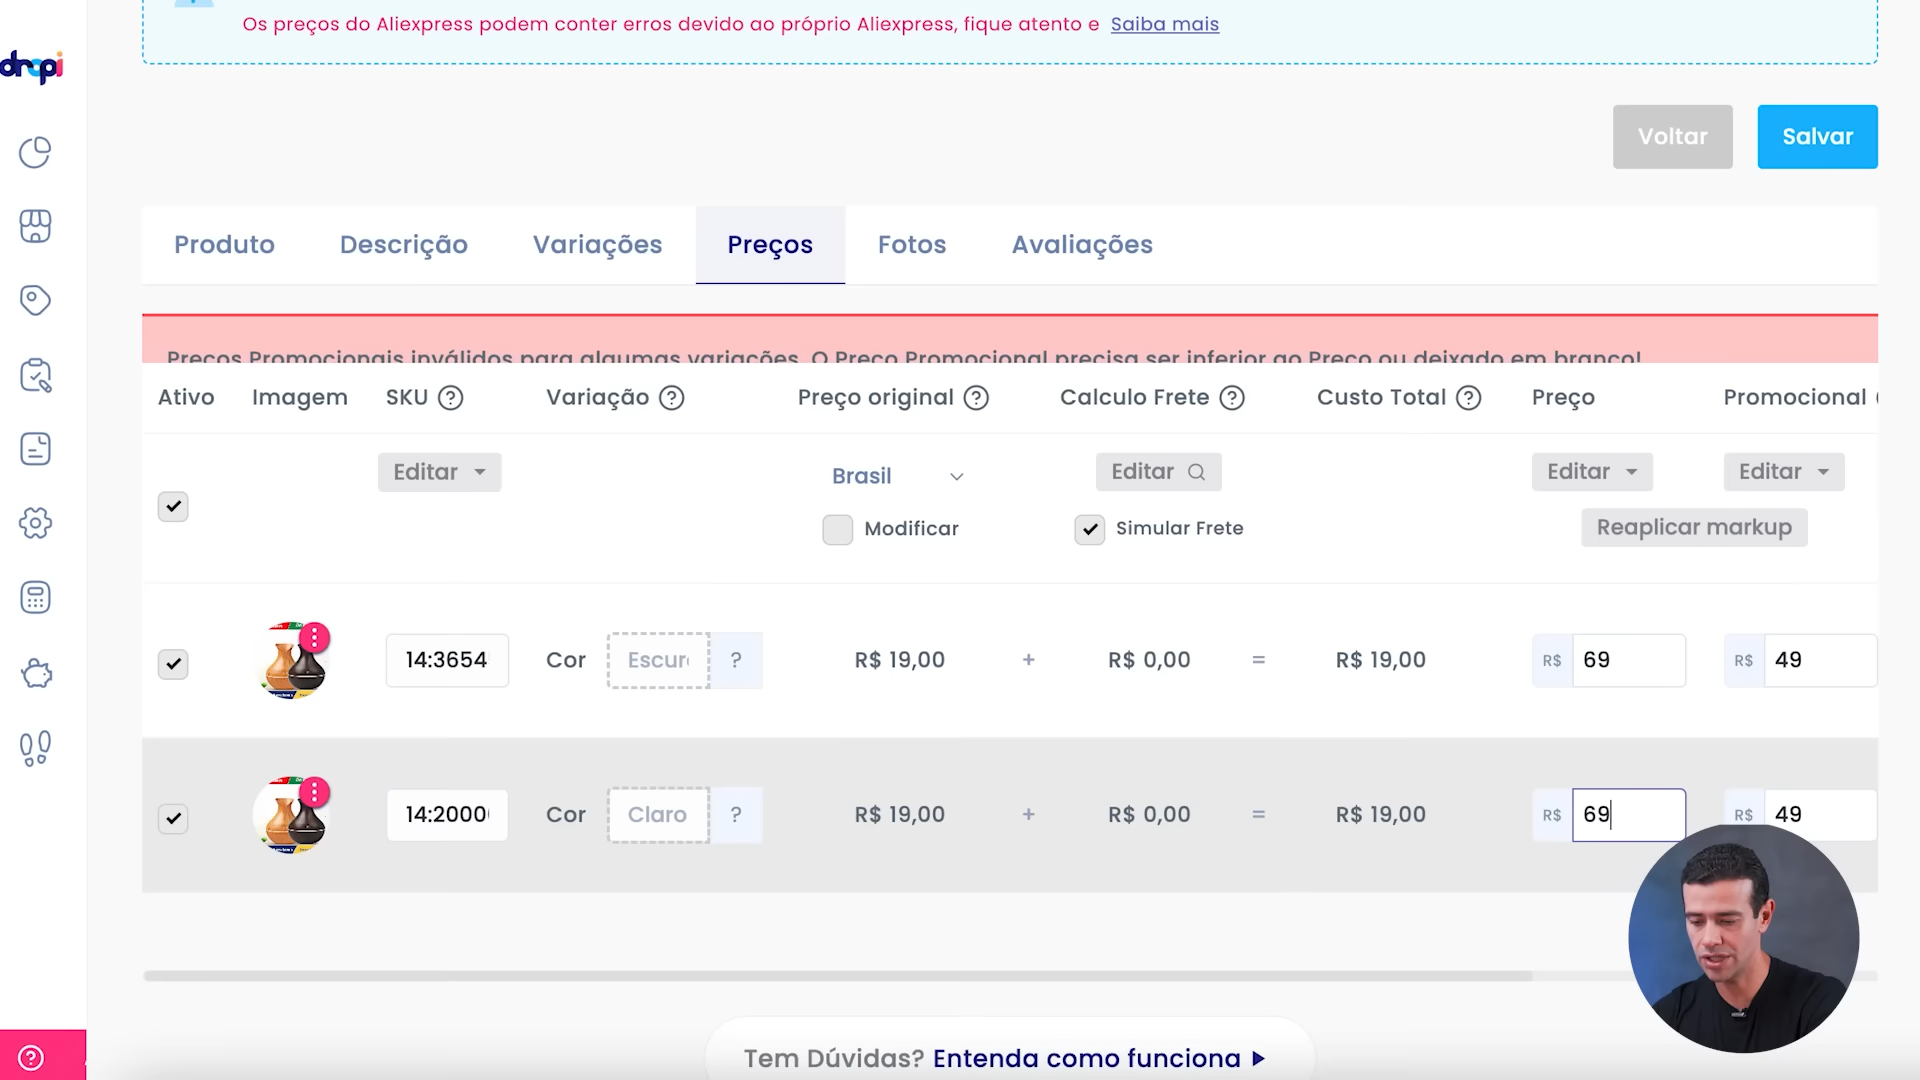 Os preços do Aliexpress podem conter erros devido ao próprio Aliexpress, fique atento e Saiba mais
dropi
Voltar
Salvar
Produto
Descrição
Variações
Preços
Fotos
Avaliações
Preços Promocionais inválidos para algumas variações. O Preço Promocional precisa ser inferior ao Preço ou deixado em branco!
Ativo
Imagem
SKU ?
Variação ?
Preço original ?
Calculo Frete ?
Custo Total ?
Preço
Promocional
Editar
Brasil
Editar
Editar
Editar
Modificar
Simular Frete
Reaplicar markup
14:3654
Cor
?
R$ 19,00
+
R$ 0,00
=
R$ 19,00
R$ 69
R$ 49
14:2000
Cor
Claro
?
R$ 19,00
+
R$ 0,00
=
R$ 19,00
R$ 69
R$ 49
Tem Dúvidas? Entenda como funciona
?